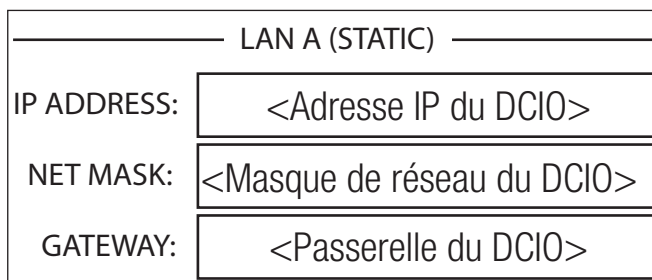 LAN A (STATIC)
IP ADDRESS: <Adresse IP du DCIO>
NET MASK: <Masque de réseau du DCIO>
GATEWAY: <Passerelle du DCIO>